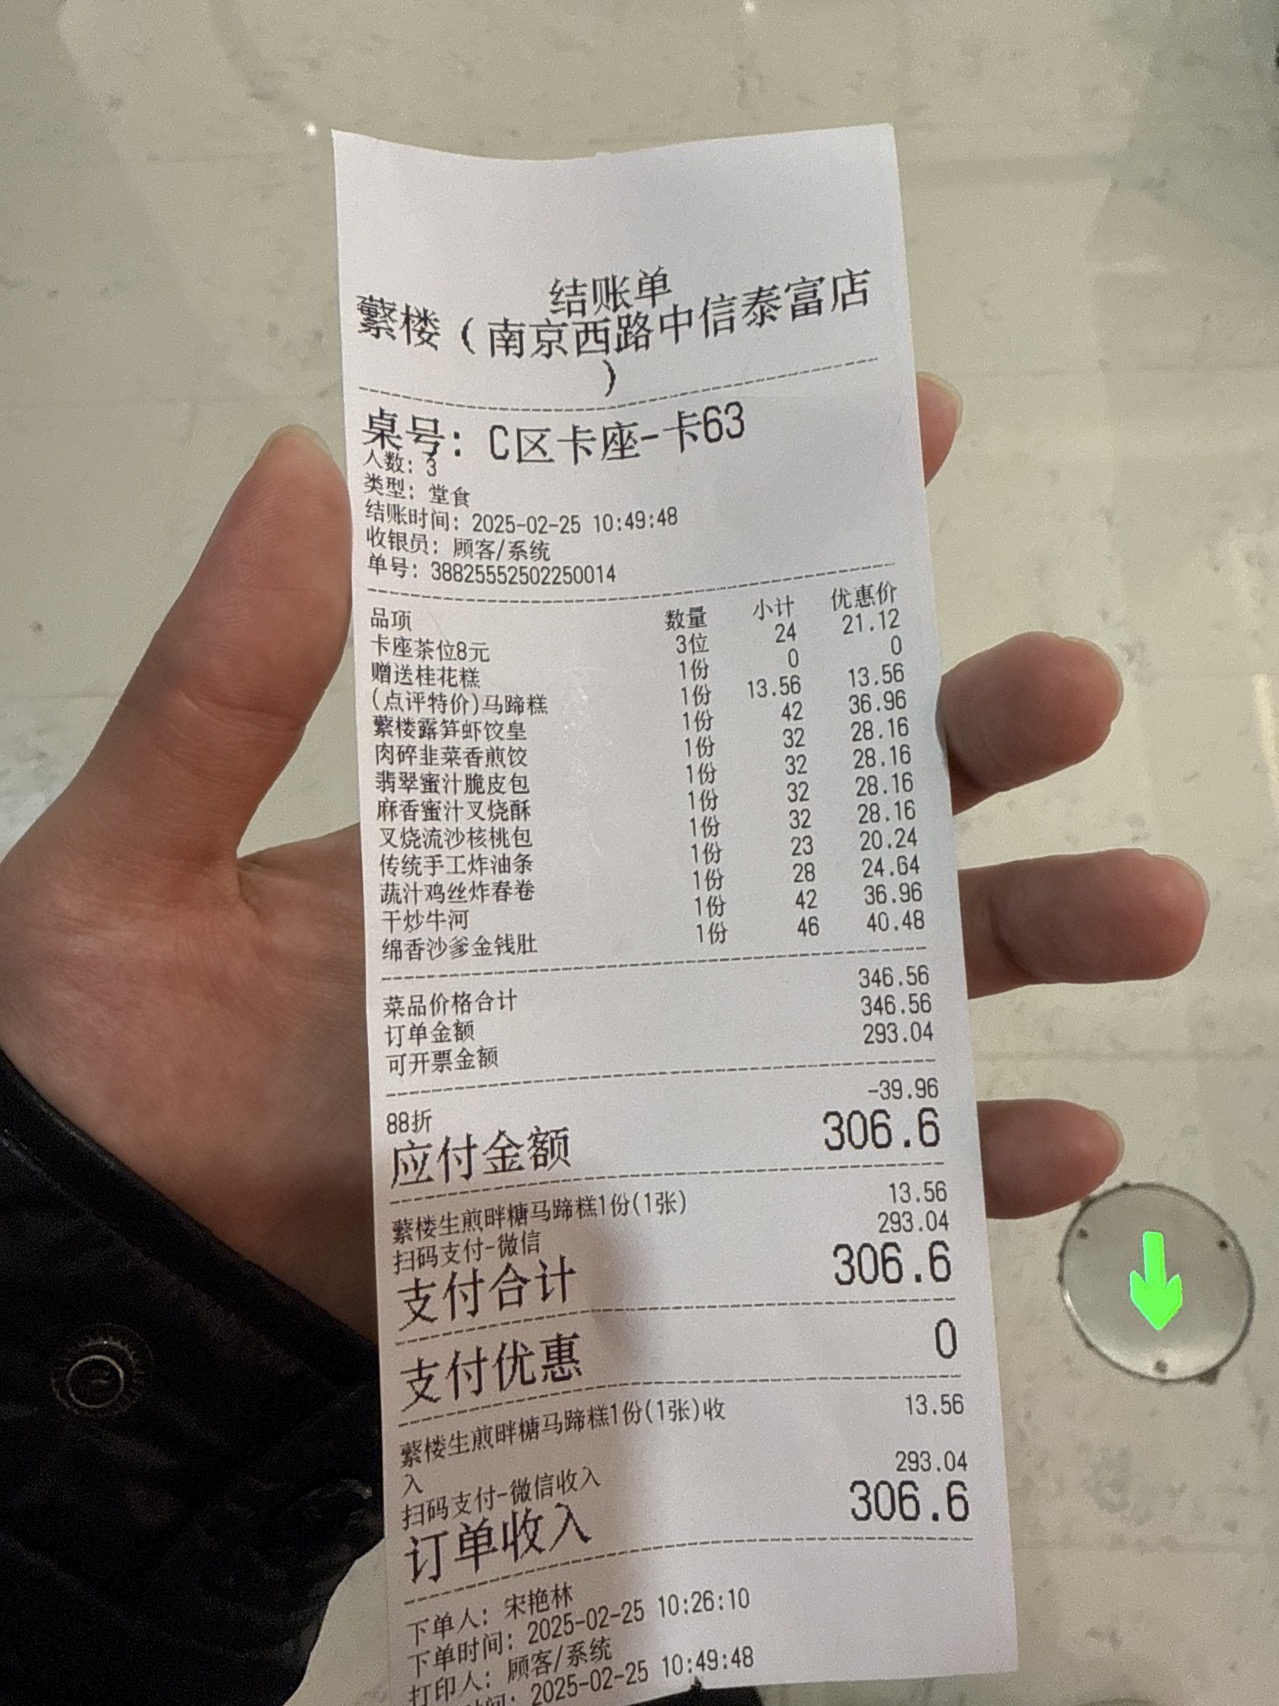 结账单
蘩楼（南京西路中信泰富店
）
桌号: C区卡座-卡63
人数: 3
类型: 堂食
结账时间: 2025-02-25 10:49:48
收银员: 顾客/系统
单号: 38825552502250014
品项 数量 小计 优惠价
卡座茶位8元 3位 24 21.12
赠送桂花糕 1份 0 0
(点评特价)马蹄糕 1份 13.56 13.56
蘩楼露笋虾饺皇 1份 42 36.96
肉碎韭菜香煎饺 1份 32 28.16
翡翠蜜汁脆皮包 1份 32 28.16
麻香蜜汁叉烧酥 1份 32 28.16
叉烧流沙核桃包 1份 32 28.16
传统手工炸油条 1份 23 20.24
蔬汁鸡丝炸春卷 1份 28 24.64
干炒牛河 1份 42 36.96
绵香沙爹金钱肚 1份 46 40.48
菜品价格合计 346.56
订单金额 346.56
可开票金额 293.04
88折 -39.96
应付金额 306.6
蘩楼生煎畔糖马蹄糕1份(1张) 13.56
扫码支付-微信 293.04
支付合计 306.6
支付优惠 0
蘩楼生煎畔糖马蹄糕1份(1张)收 13.56
入
扫码支付-微信收入 293.04
订单收入 306.6
下单人: 宋艳林
下单时间: 2025-02-25 10:26:10
打印人: 顾客/系统
时间: 2025-02-25 10:49:48